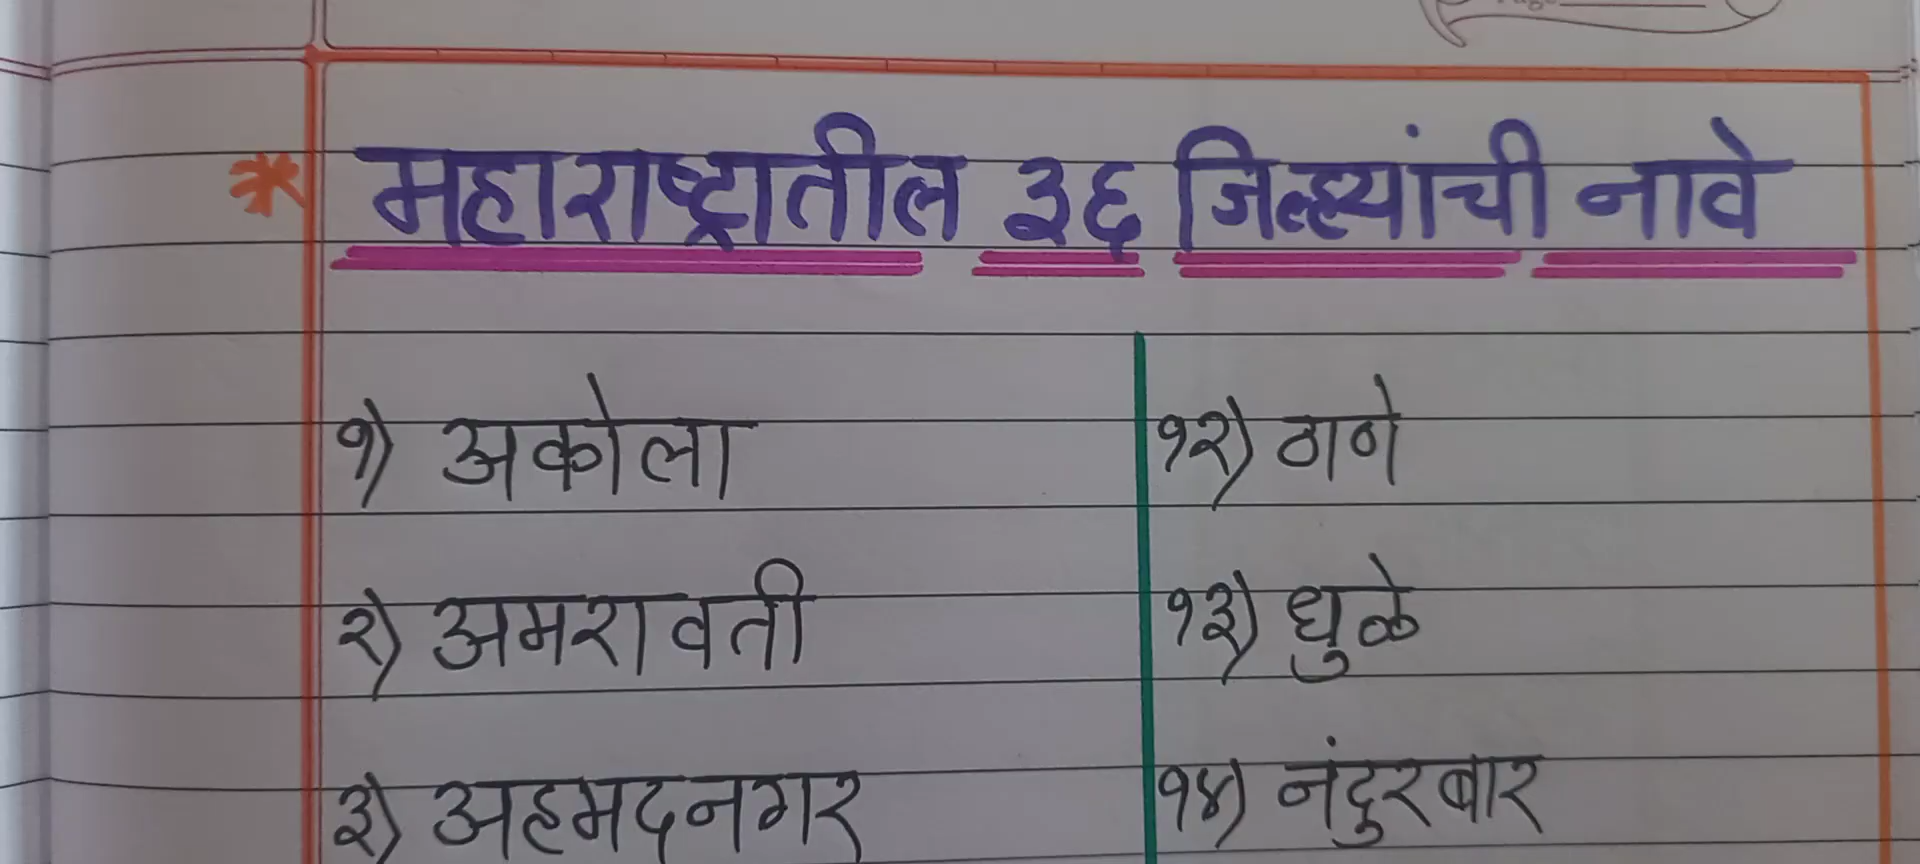 * महाराष्ट्रातील ३६ जिल्ह्यांची नावे
१) अकोला
२) अमरावती
३) अहमदनगर
१२) ठाणे
१३) धुळे
१४) नंदुरबार